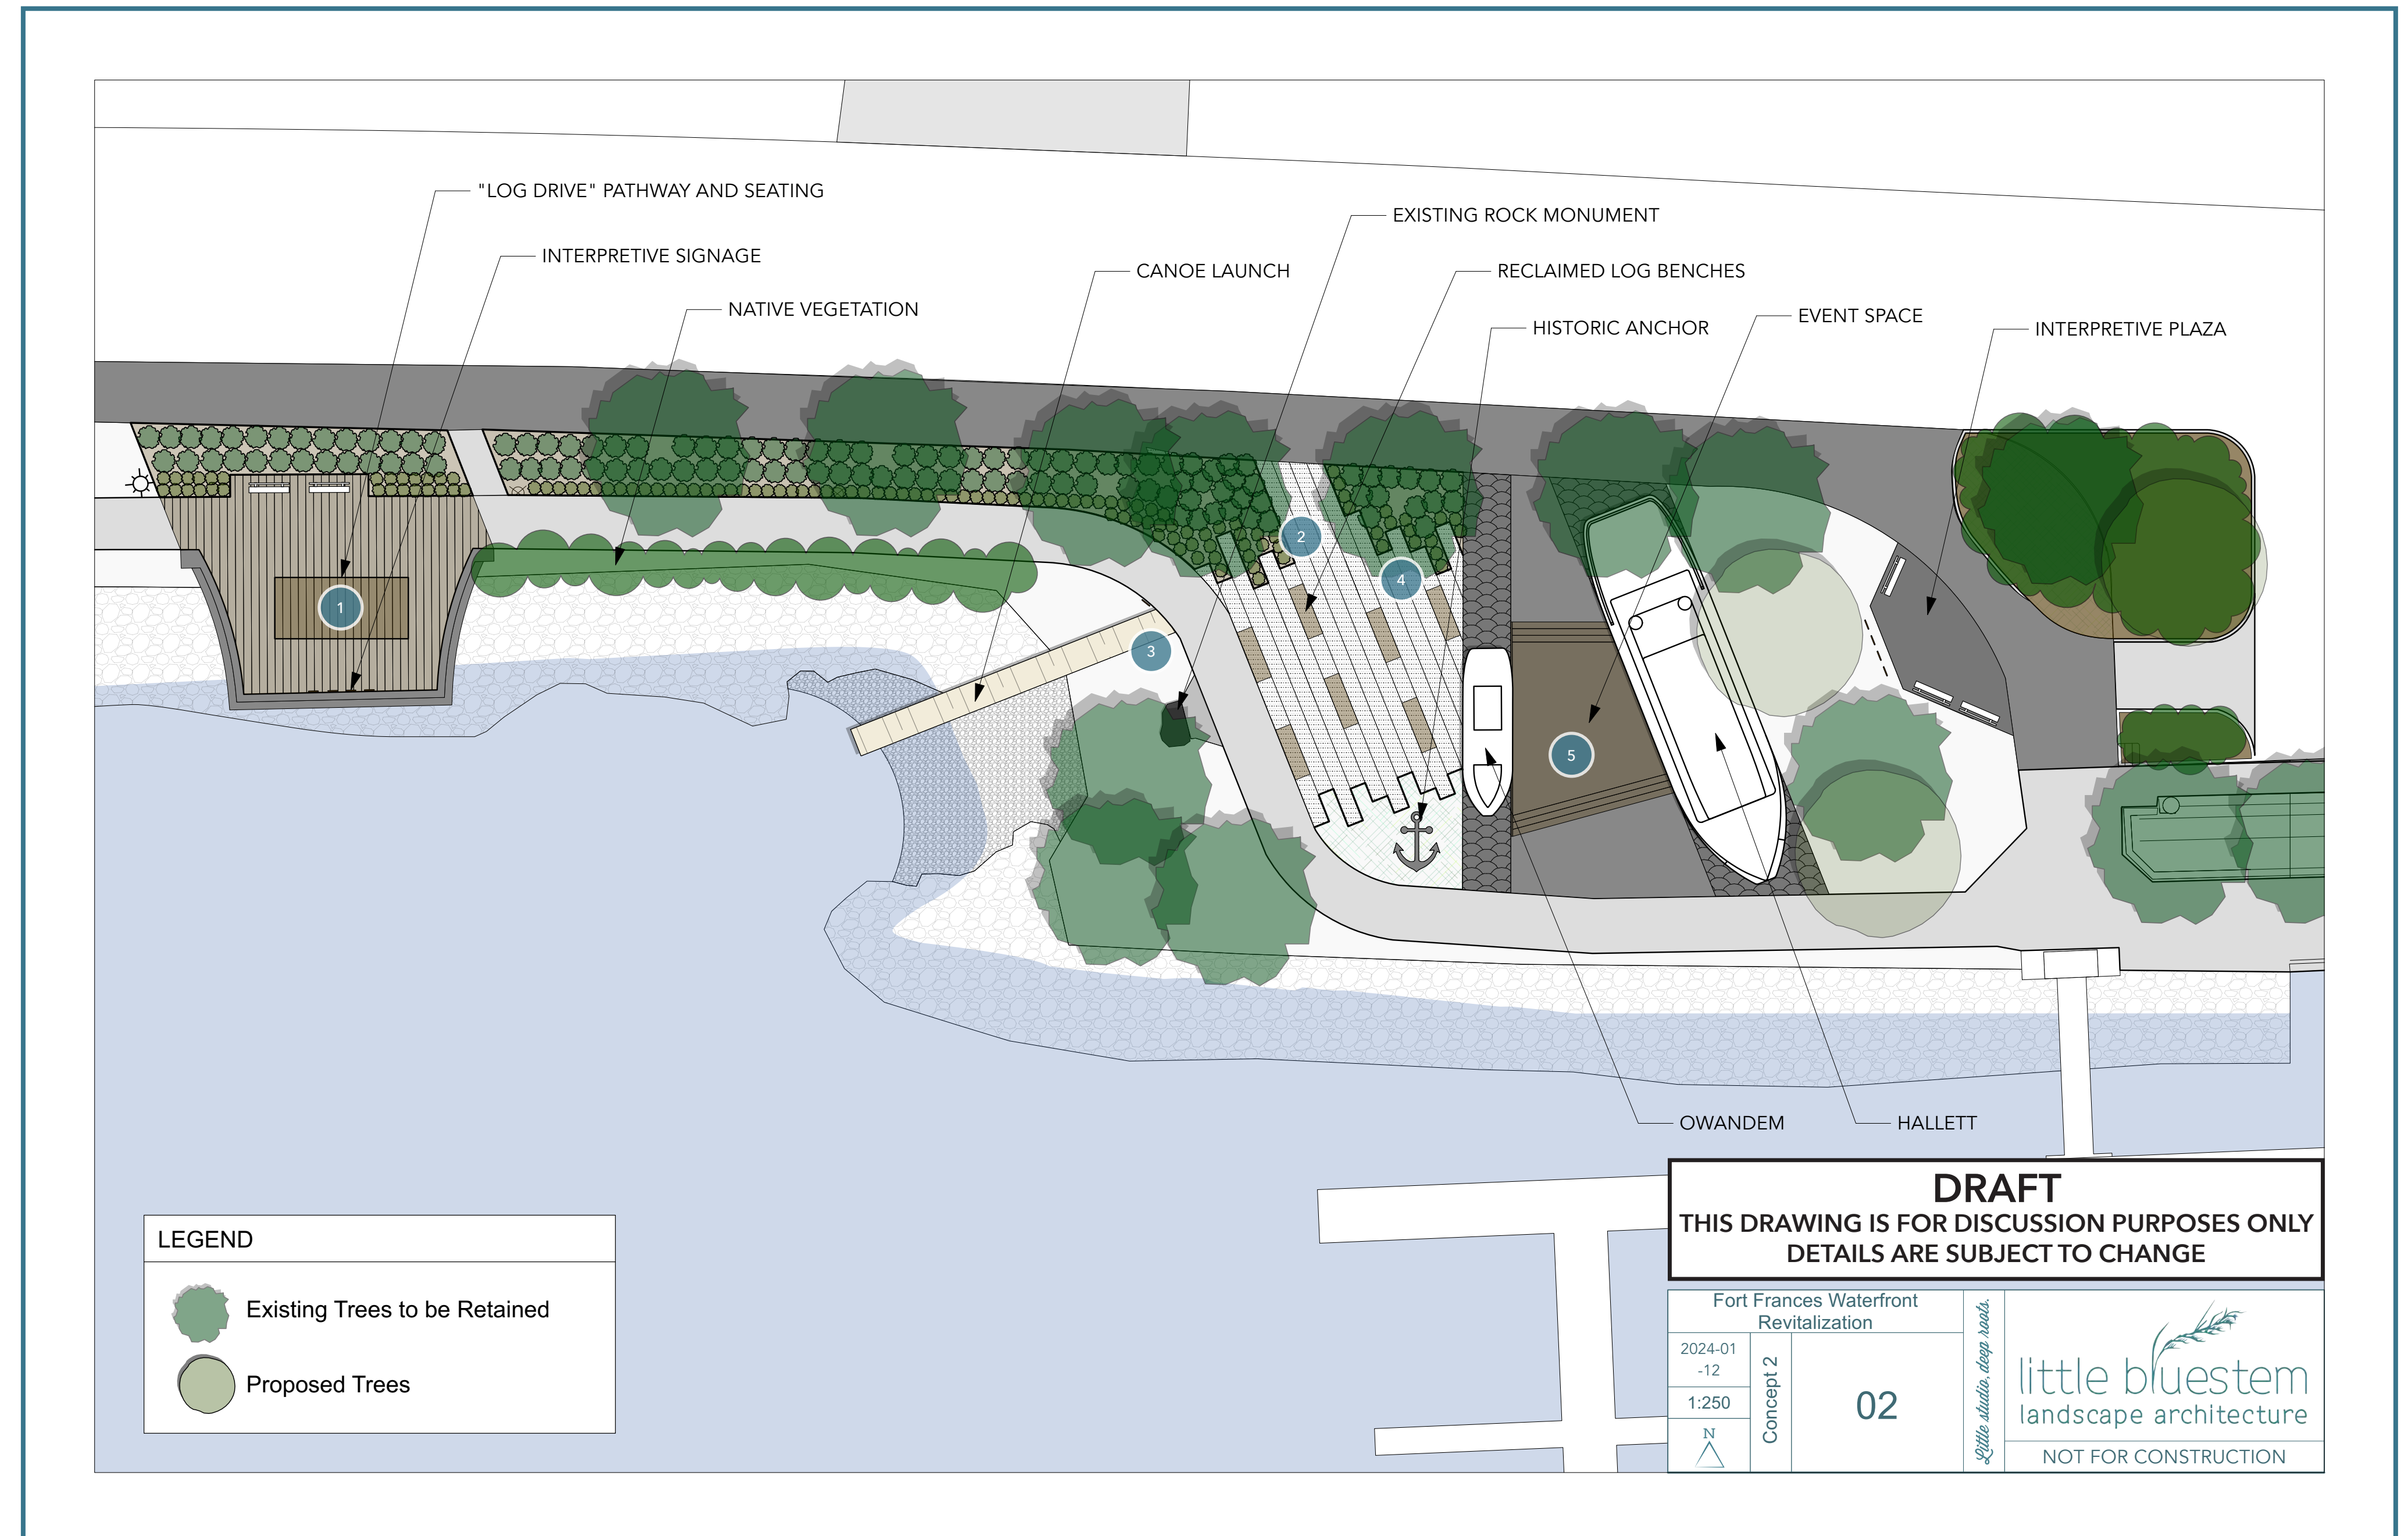 "LOG DRIVE" PATHWAY AND SEATING
EXISTING ROCK MONUMENT
INTERPRETIVE SIGNAGE
CANOE LAUNCH
RECLAIMED LOG BENCHES
NATIVE VEGETATION
EVENT SPACE
HISTORIC ANCHOR
INTERPRETIVE PLAZA
2
4
1
3
5
OWANDEM
HALLETT
DRAFT
THIS DRAWING IS FOR DISCUSSION PURPOSES ONLY
DETAILS ARE SUBJECT TO CHANGE
LEGEND
Existing Trees to be Retained
Proposed Trees
Fort Frances Waterfront
Revitalization
2024-01
-12
1:250
N
Concept 2
02
Little studio, deep roots.
little bluestem
landscape architecture
NOT FOR CONSTRUCTION